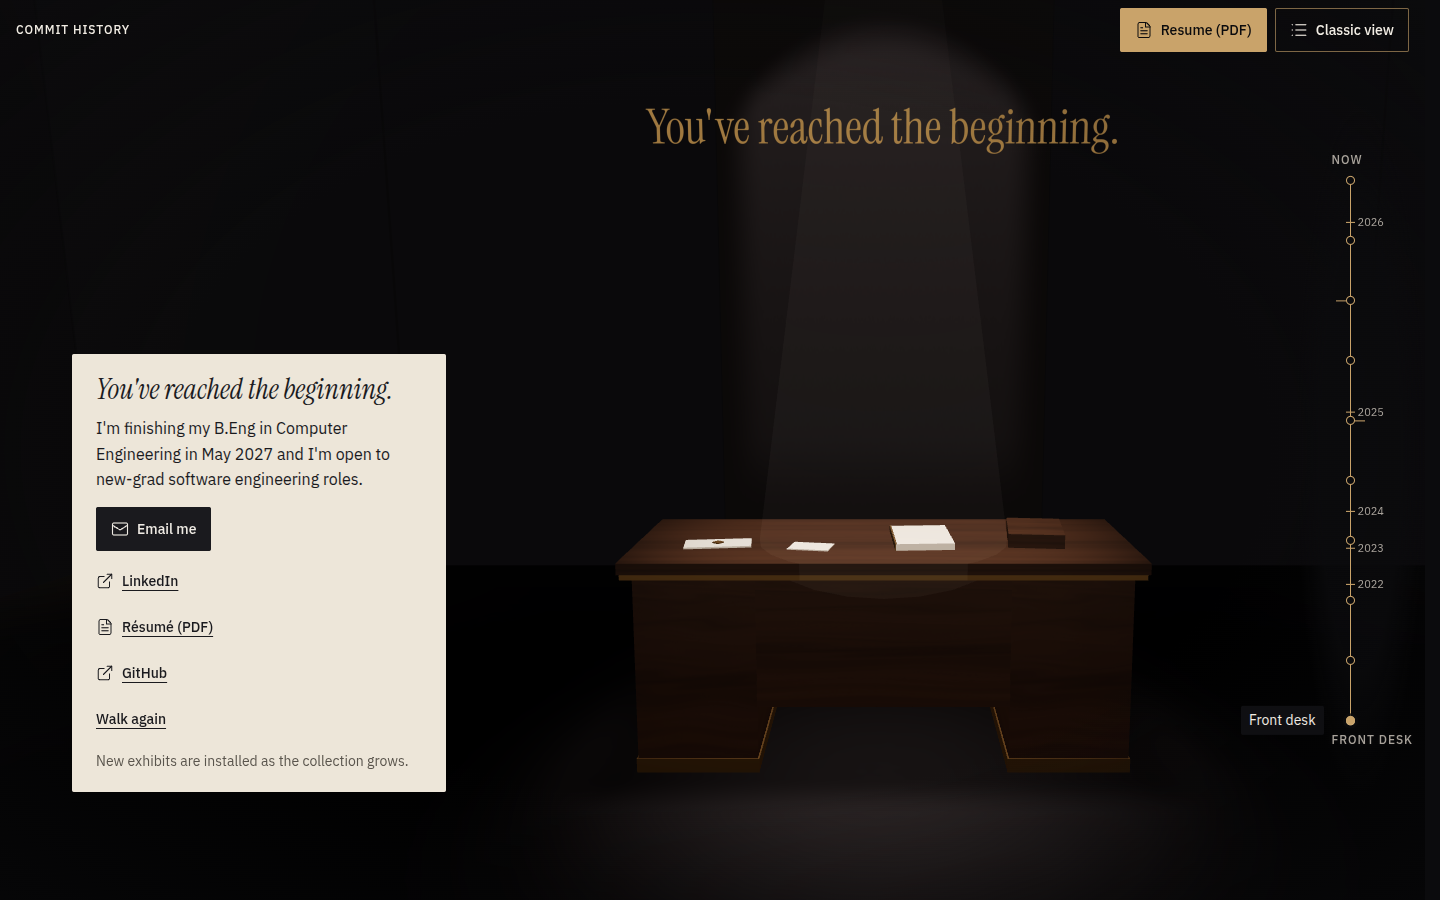 COMMIT HISTORY
Resume (PDF)
Classic view
You've reached the beginning.
NOW
2026
2025
2024
2023
2022
Front desk
FRONT DESK
You've reached the beginning.
I'm finishing my B.Eng in Computer
Engineering in May 2027 and I'm open to
new-grad software engineering roles.
Email me
LinkedIn
Résumé (PDF)
GitHub
Walk again
New exhibits are installed as the collection grows.